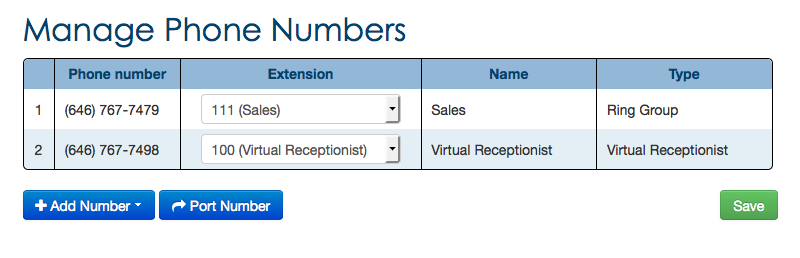 Manage Phone Numbers
Phone number Extension Name Type
1 (646) 767-7479 111 (Sales) Sales Ring Group
2 (646) 767-7498 100 (Virtual Receptionist) Virtual Receptionist Virtual Receptionist
Add Number Port Number Save